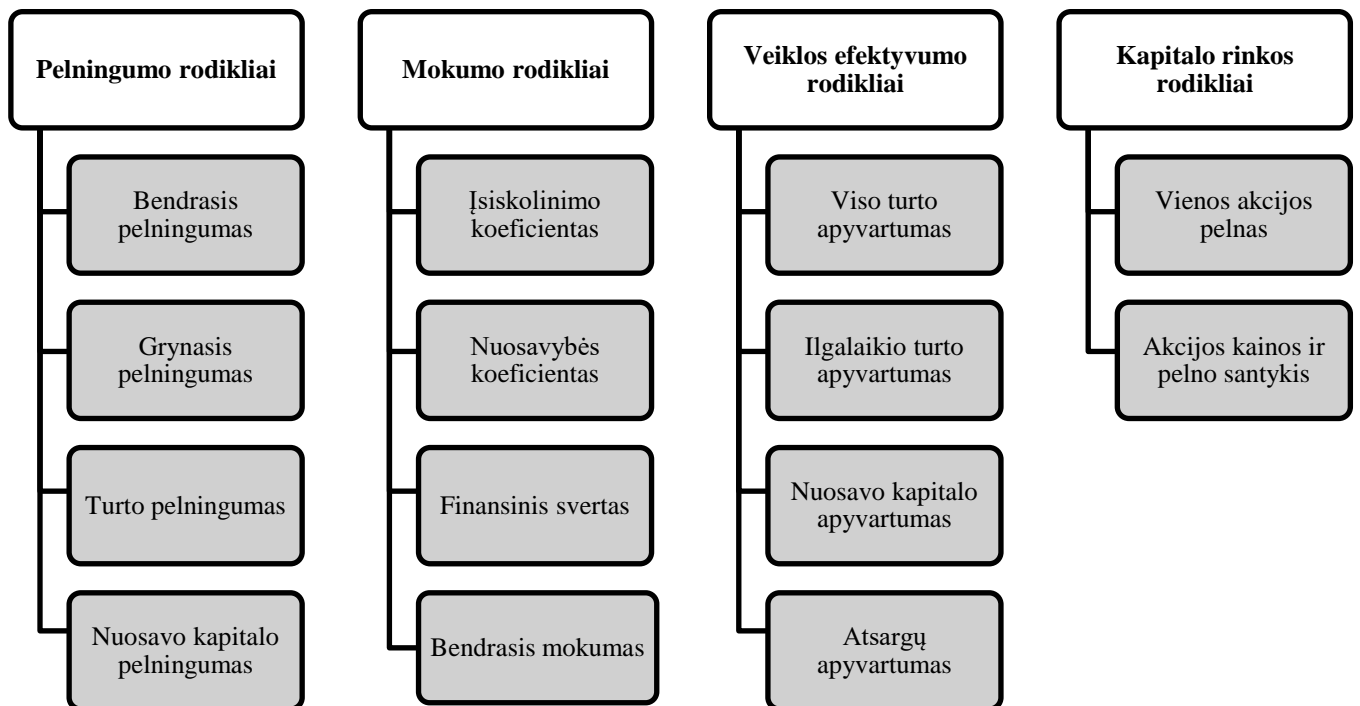 Pelningumo rodikliai
Bendrasis
pelningumas
Grynasis
pelningumas
Turto pelningumas
Nuosavo kapitalo
pelningumas
Mokumo rodikliai
Įsiskolinimo
koeficientas
Nuosavybės
koeficientas
Finansinis svertas
Bendrasis mokumas
Veiklos efektyvumo
rodikliai
Viso turto
apyvartumas
Ilgalaikio turto
apyvartumas
Nuosavo kapitalo
apyvartumas
Atsargų
apyvartumas
Kapitalo rinkos
rodikliai
Vienos akcijos
pelnas
Akcijos kainos ir
pelno santykis